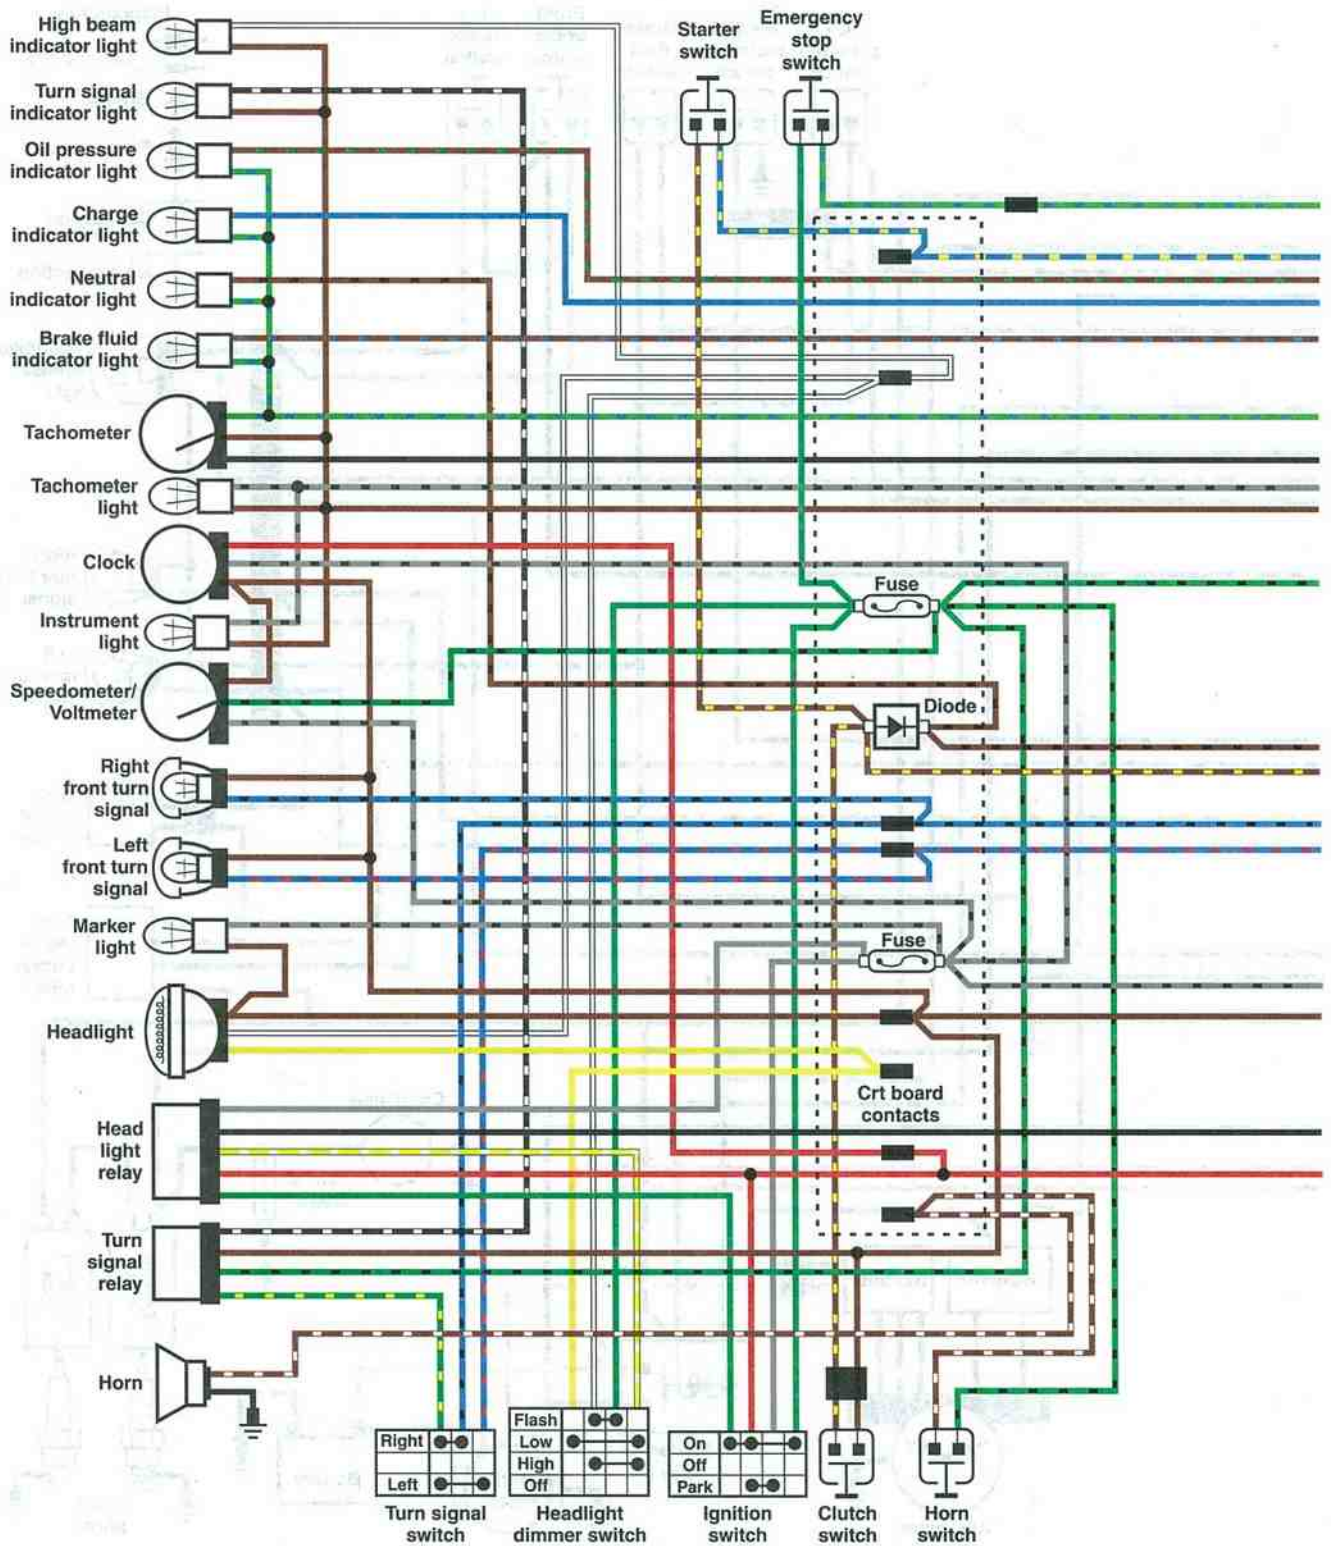 High beam
indicator light
Turn signal
indicator light
Oil pressure
indicator light
Charge
indicator light
Neutral
indicator light
Brake fluid
indicator light
Tachometer
Tachometer
light
Clock
Instrument
light
Speedometer/
Voltmeter
Right
front turn
signal
Left
front turn
signal
Marker
light
Headlight
Head
light
relay
Turn
signal
relay
Horn
Starter
switch
Emergency
stop
switch
Fuse
Diode
Fuse
Crt board
contacts
Right
Left
Turn signal
switch
Flash
Low
High
Off
Headlight
dimmer switch
On
Off
Park
Ignition
switch
Clutch
switch
Horn
switch